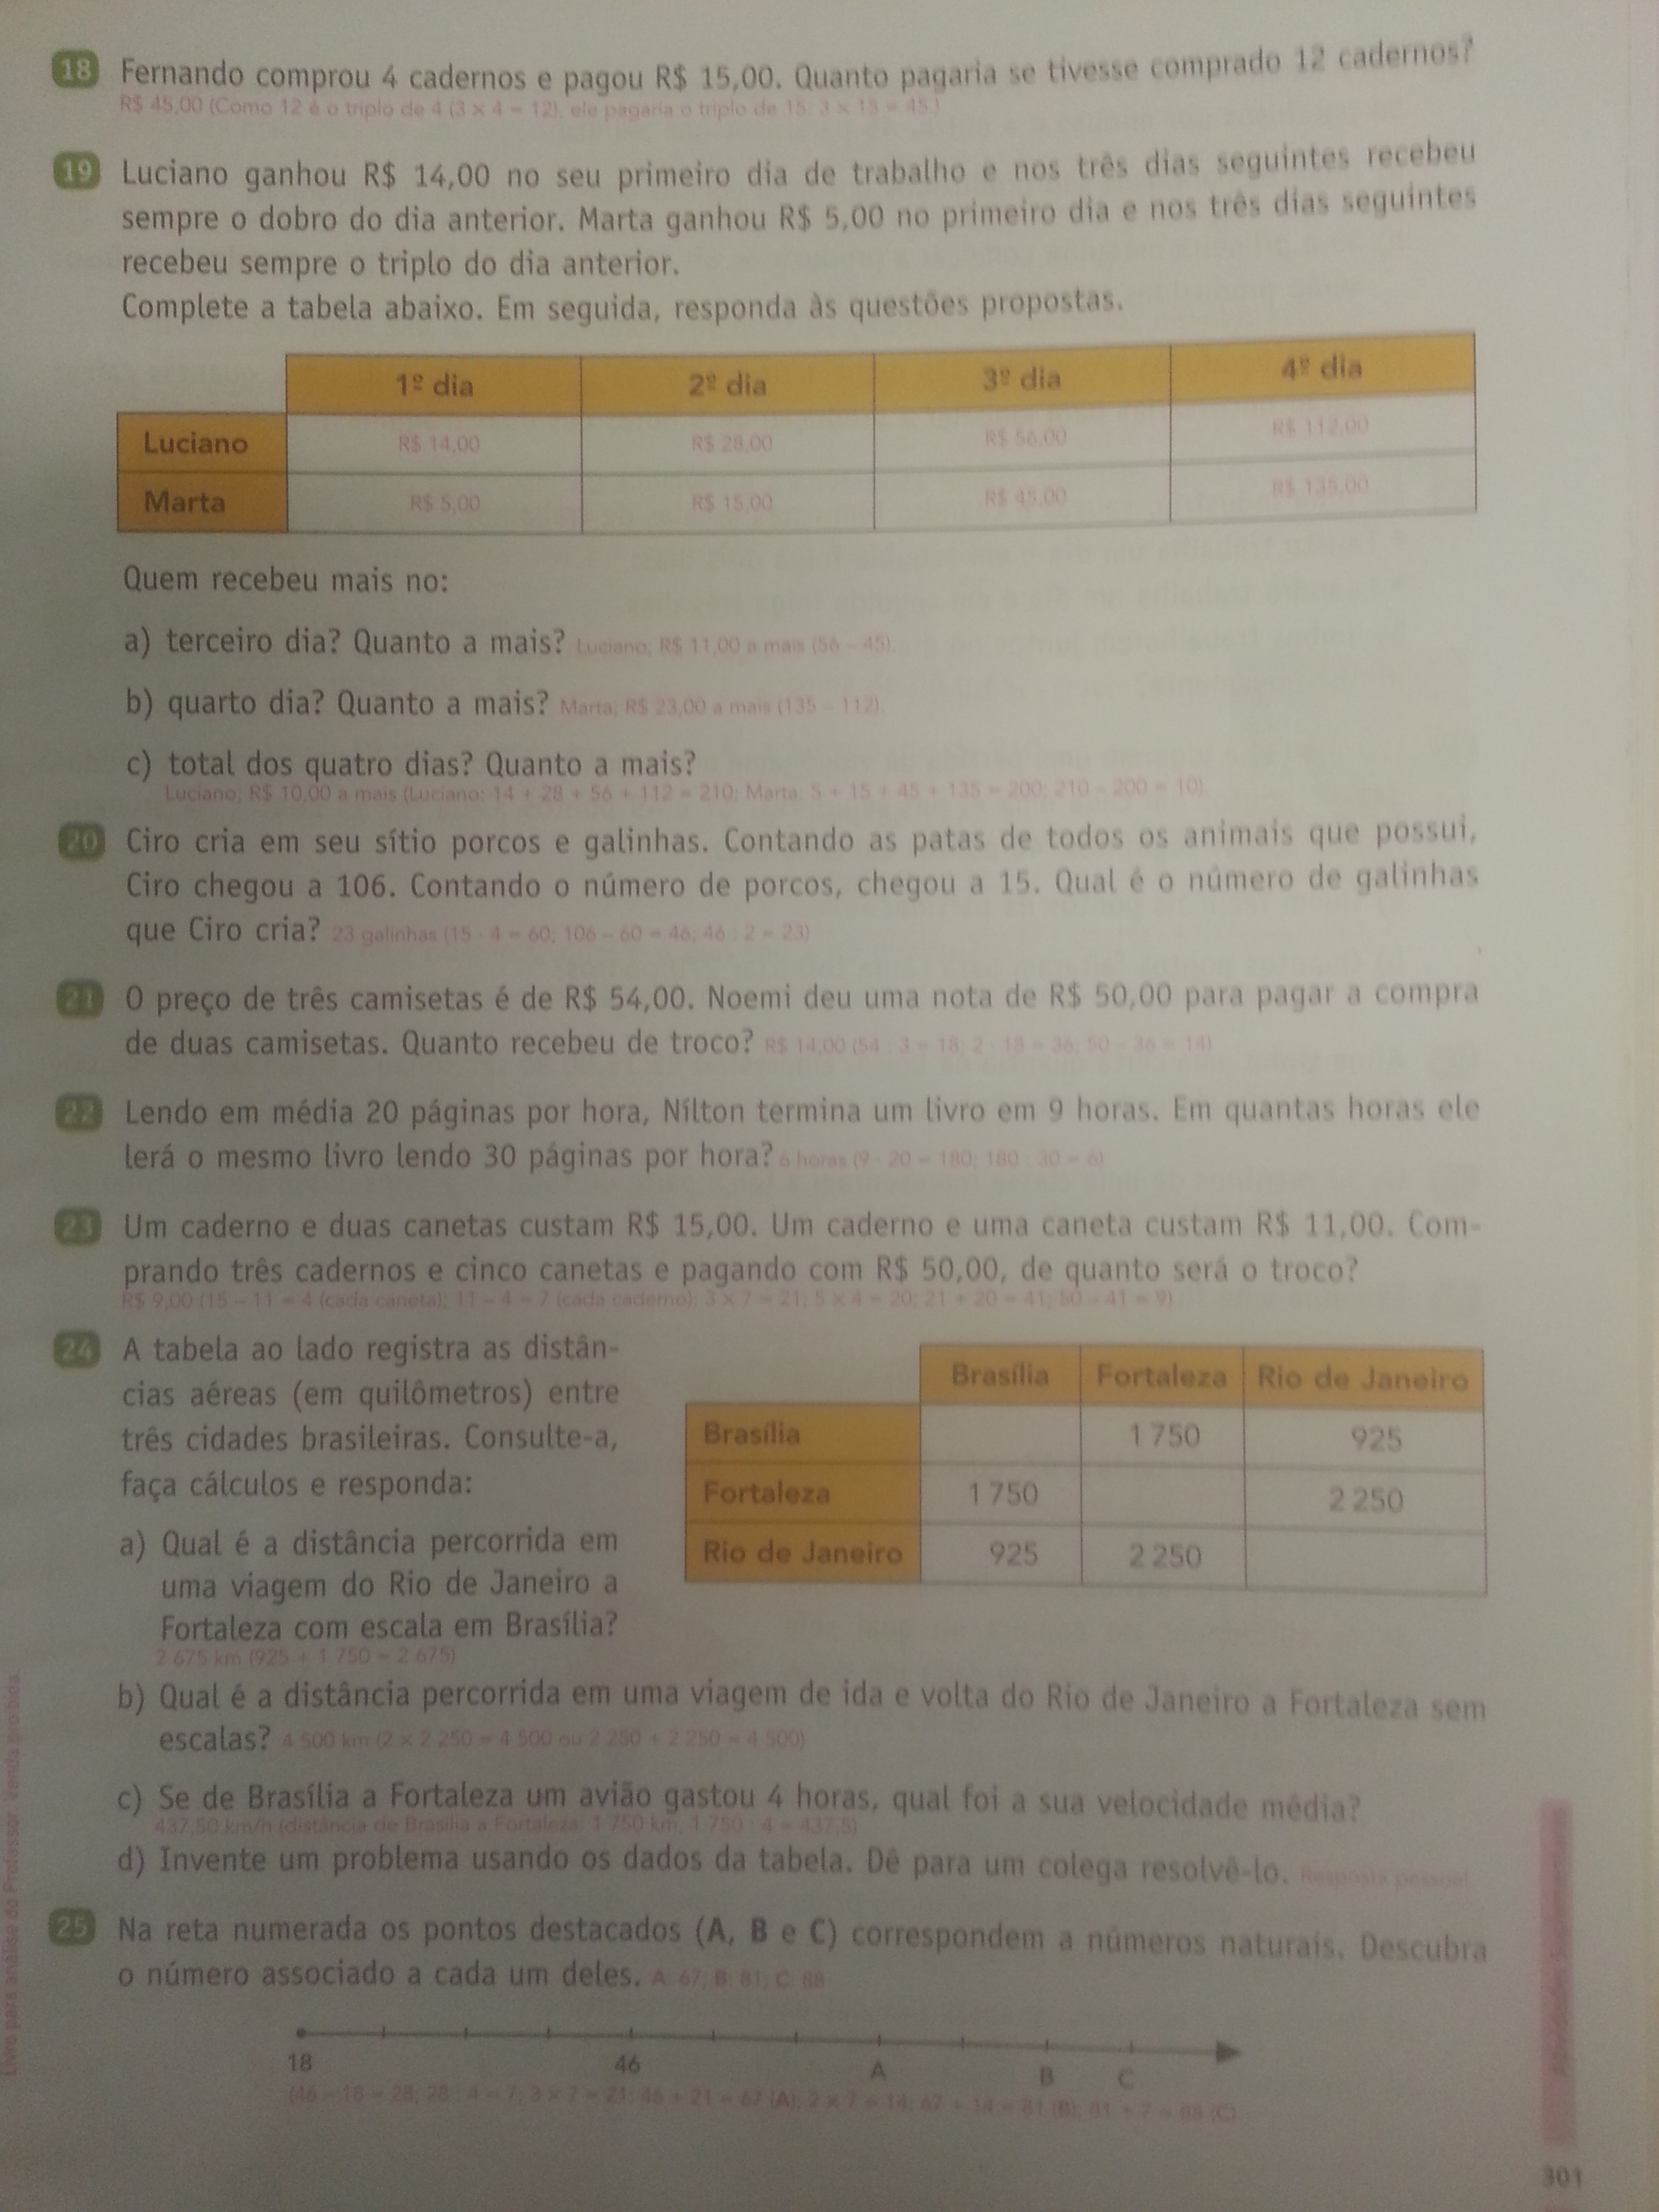 18 Fernando comprou 4 cadernos e pagou R$ 15,00. Quanto pagaria se tivesse comprado 12 cadernos?
R$ 45,00 (Como 12 é o triplo de 4 (3 × 4 = 12), ele pagaria o triplo de 15: 3 × 15 = 45.)
19 Luciano ganhou R$ 14,00 no seu primeiro dia de trabalho e nos três dias seguintes recebeu
sempre o dobro do dia anterior. Marta ganhou R$ 5,00 no primeiro dia e nos três dias seguintes
recebeu sempre o triplo do dia anterior.
Complete a tabela abaixo. Em seguida, responda às questões propostas.
1º dia 2º dia 3º dia 4º dia
Luciano R$ 14,00 R$ 28,00 R$ 56,00 R$ 112,00
Marta R$ 5,00 R$ 15,00 R$ 45,00 R$ 135,00
Quem recebeu mais no:
a) terceiro dia? Quanto a mais? Luciano; R$ 11,00 a mais (56 – 45).
b) quarto dia? Quanto a mais? Marta; R$ 23,00 a mais (135 – 112).
c) total dos quatro dias? Quanto a mais?
Luciano; R$ 10,00 a mais (Luciano: 14 + 28 + 56 + 112 = 210; Marta: 5 + 15 + 45 + 135 = 200; 210 – 200 = 10).
20 Ciro cria em seu sítio porcos e galinhas. Contando as patas de todos os animais que possui,
Ciro chegou a 106. Contando o número de porcos, chegou a 15. Qual é o número de galinhas
que Ciro cria? 23 galinhas (15 · 4 = 60; 106 – 60 = 46; 46 : 2 = 23)
21 O preço de três camisetas é de R$ 54,00. Noemi deu uma nota de R$ 50,00 para pagar a compra
de duas camisetas. Quanto recebeu de troco? R$ 14,00 (54 : 3 = 18; 2 · 18 = 36; 50 – 36 = 14)
22 Lendo em média 20 páginas por hora, Nílton termina um livro em 9 horas. Em quantas horas ele
lerá o mesmo livro lendo 30 páginas por hora? 6 horas (9 · 20 = 180; 180 : 30 = 6)
23 Um caderno e duas canetas custam R$ 15,00. Um caderno e uma caneta custam R$ 11,00. Com-
prando três cadernos e cinco canetas e pagando com R$ 50,00, de quanto será o troco?
R$ 9,00 (15 – 11 = 4 (cada caneta); 11 – 4 = 7 (cada caderno); 3 × 7 = 21; 5 × 4 = 20; 21 + 20 = 41; 50 – 41 = 9)
24 A tabela ao lado registra as distân-
cias aéreas (em quilômetros) entre
três cidades brasileiras. Consulte-a,
faça cálculos e responda:
a) Qual é a distância percorrida em
uma viagem do Rio de Janeiro a
Fortaleza com escala em Brasília?
2 675 km (925 + 1 750 = 2 675)
Brasília Fortaleza Rio de Janeiro
Brasília 1 750 925
Fortaleza 1 750 2 250
Rio de Janeiro 925 2 250
b) Qual é a distância percorrida em uma viagem de ida e volta do Rio de Janeiro a Fortaleza sem
escalas? 4 500 km (2 × 2 250 = 4 500 ou 2 250 + 2 250 = 4 500)
c) Se de Brasília a Fortaleza um avião gastou 4 horas, qual foi a sua velocidade média?
437,50 km/h (distância de Brasília a Fortaleza: 1 750 km; 1 750 : 4 = 437,5)
d) Invente um problema usando os dados da tabela. Dê para um colega resolvê-lo. Resposta pessoal
25 Na reta numerada os pontos destacados (A, B e C) correspondem a números naturais. Descubra
o número associado a cada um deles. A: 67; B: 81; C: 88
18 46 A B C
(46 – 18 = 28; 28 : 4 = 7; 3 × 7 = 21; 46 + 21 = 67 (A); 2 × 7 = 14; 67 + 14 = 81 (B); 81 + 7 = 88 (C)
Livro para análise do Professor. Venda proibida.
Atividades Suplementares
301